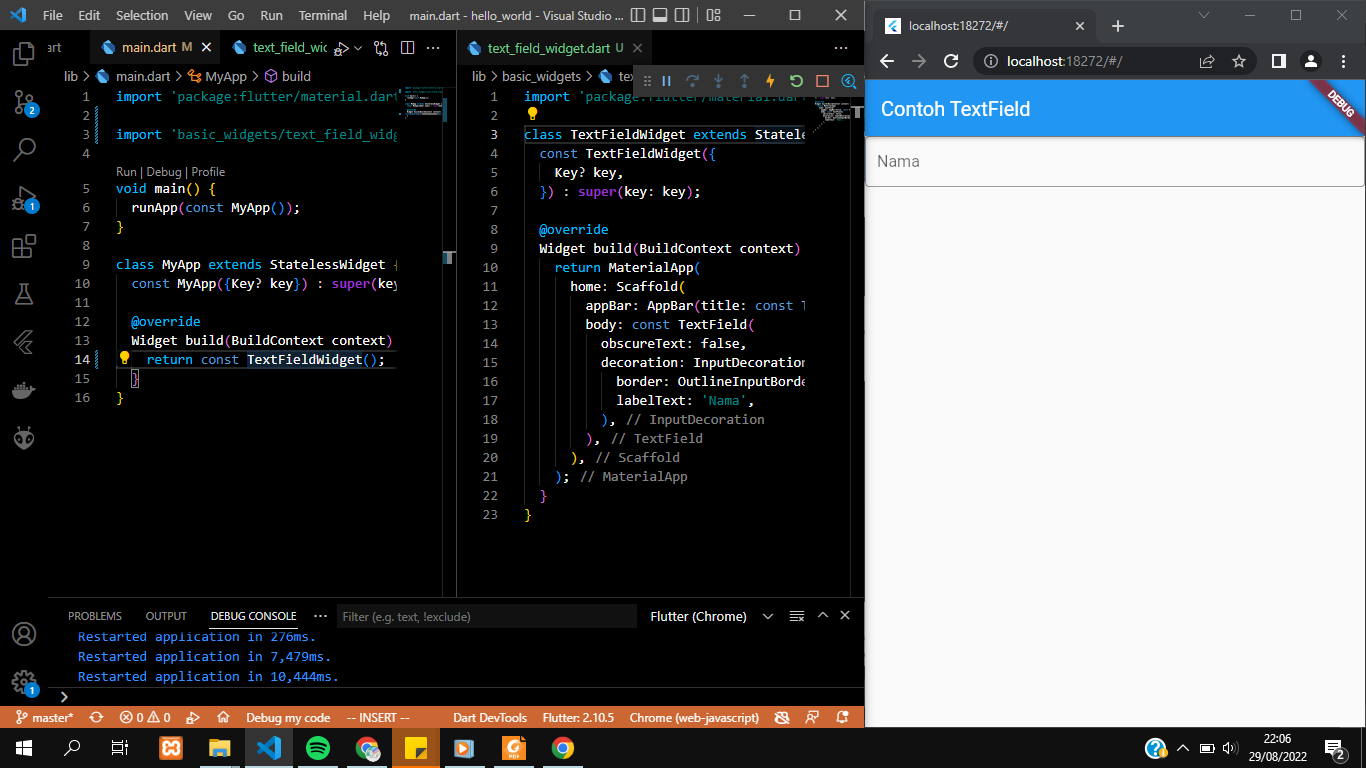 File Edit Selection View Go Run Terminal Help main.dart - hello_world - Visual Studio ...
art main.dart M text_field_wid
lib > main.dart > MyApp > build
1 import 'package:flutter/material.dart
2
3 import 'basic_widgets/text_field_widg
4
Run | Debug | Profile
5 void main() {
6 runApp(const MyApp());
7 }
8
9 class MyApp extends StatelessWidget {
10 const MyApp({Key? key}) : super(key
11
12 @override
13 Widget build(BuildContext context)
14 return const TextFieldWidget();
15 }
16 }
text_field_widget.dart U
lib > basic_widgets > te
1 import 'package:flutter/material.dart
2
3 class TextFieldWidget extends Statele
4 const TextFieldWidget({
5 Key? key,
6 }) : super(key: key);
7
8 @override
9 Widget build(BuildContext context)
10 return MaterialApp(
11 home: Scaffold(
12 appBar: AppBar(title: const T
13 body: const TextField(
14 obscureText: false,
15 decoration: InputDecoration
16 border: OutlineInputBorde
17 labelText: 'Nama',
18 ), // InputDecoration
19 ), // TextField
20 ), // Scaffold
21 ); // MaterialApp
22 }
23 }
PROBLEMS OUTPUT DEBUG CONSOLE ... Filter (e.g. text, !exclude) Flutter (Chrome)
Restarted application in 276ms.
Restarted application in 7,479ms.
Restarted application in 10,444ms.
master* 0 0 Debug my code -- INSERT -- Dart DevTools Flutter: 2.10.5 Chrome (web-javascript)
2
1
1
localhost:18272/#/
localhost:18272/#/
Contoh TextField
DEBUG
Nama
22:06
29/08/2022
2